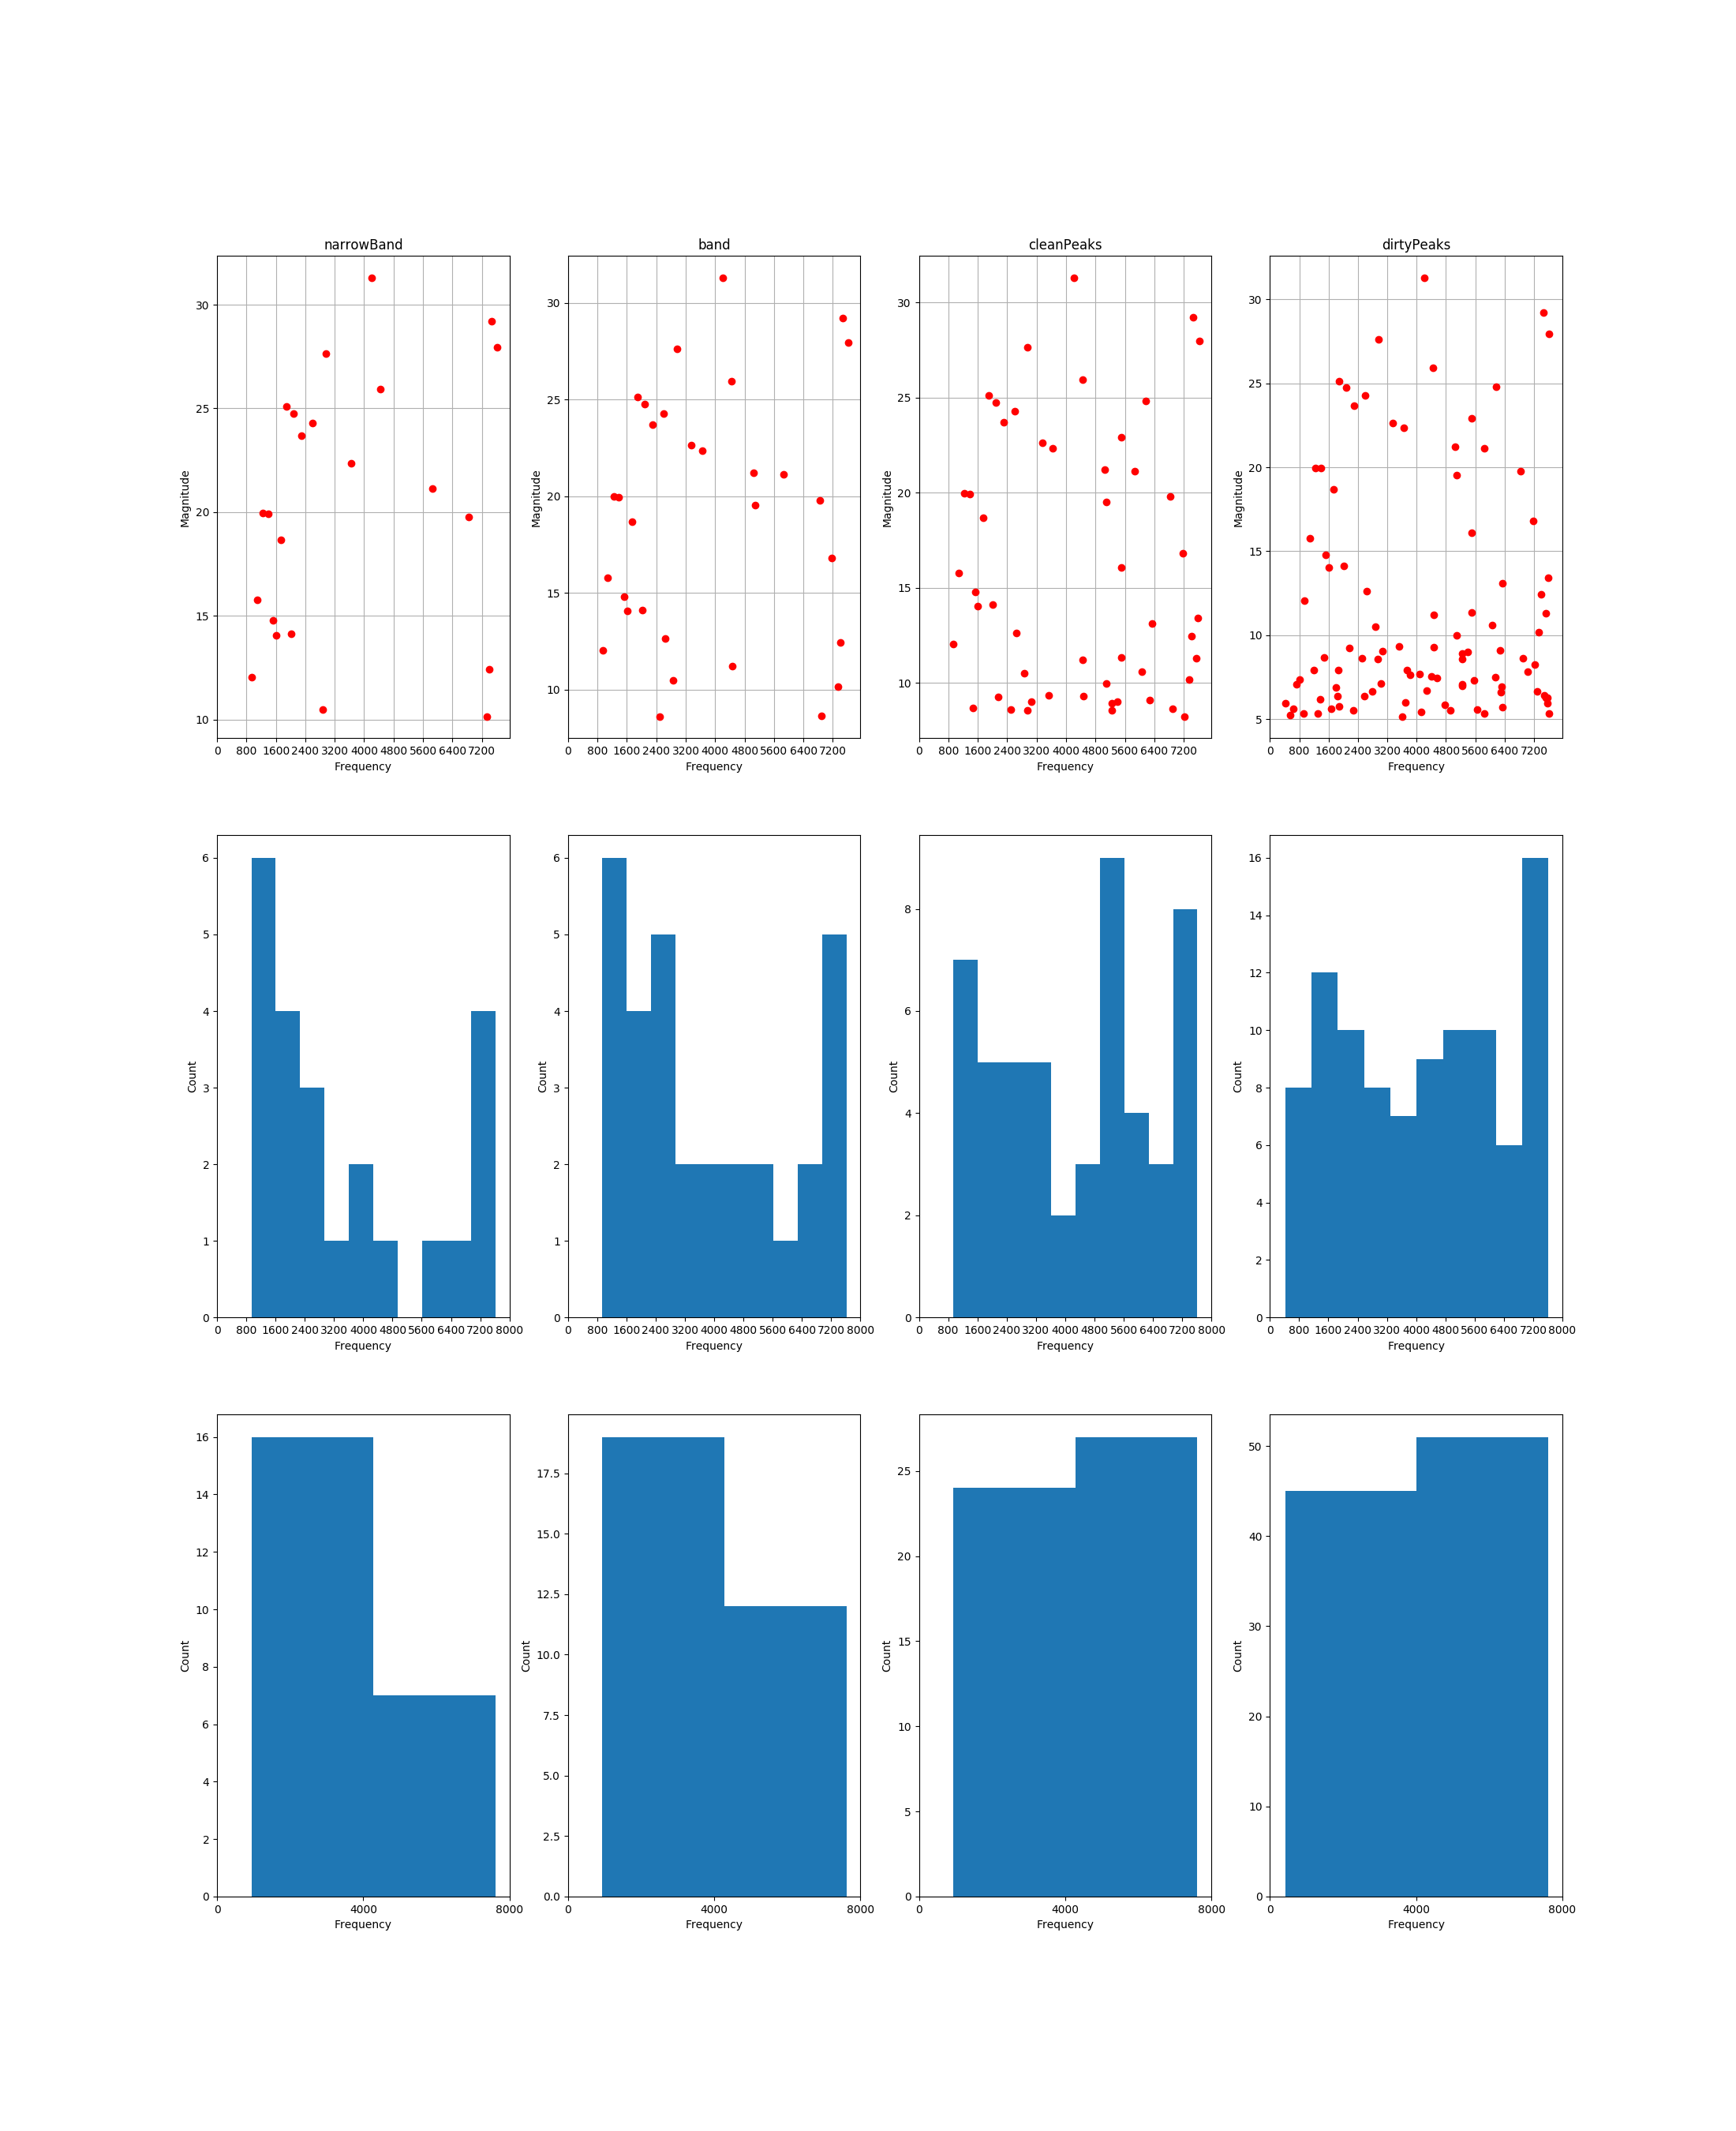 narrowBand band cleanPeaks dirtyPeaks
30 30 30 30
25 25 25 25
20 20 20 20
15 15 15 15
10 10 10 10
5
Magnitude Magnitude Magnitude Magnitude
0 800 1600 2400 3200 4000 4800 5600 6400 7200 0 800 1600 2400 3200 4000 4800 5600 6400 7200 0 800 1600 2400 3200 4000 4800 5600 6400 7200 0 800 1600 2400 3200 4000 4800 5600 6400 7200
Frequency Frequency Frequency Frequency
6 6 8 16
5 5 6 14
4 4 4 12
3 3 2 10
2 2 0 8
1 1 6
0 0 4
2
0
Count Count Count Count
0 800 1600 2400 3200 4000 4800 5600 6400 7200 8000 0 800 1600 2400 3200 4000 4800 5600 6400 7200 8000 0 800 1600 2400 3200 4000 4800 5600 6400 7200 8000 0 800 1600 2400 3200 4000 4800 5600 6400 7200 8000
Frequency Frequency Frequency Frequency
16 17.5 25 50
14 15.0 20 40
12 12.5 15 30
10 10.0 10 20
8 7.5 5 10
6 5.0 0 0
4 2.5
2 0.0
0
Count Count Count Count
0 4000 8000 0 4000 8000 0 4000 8000 0 4000 8000
Frequency Frequency Frequency Frequency